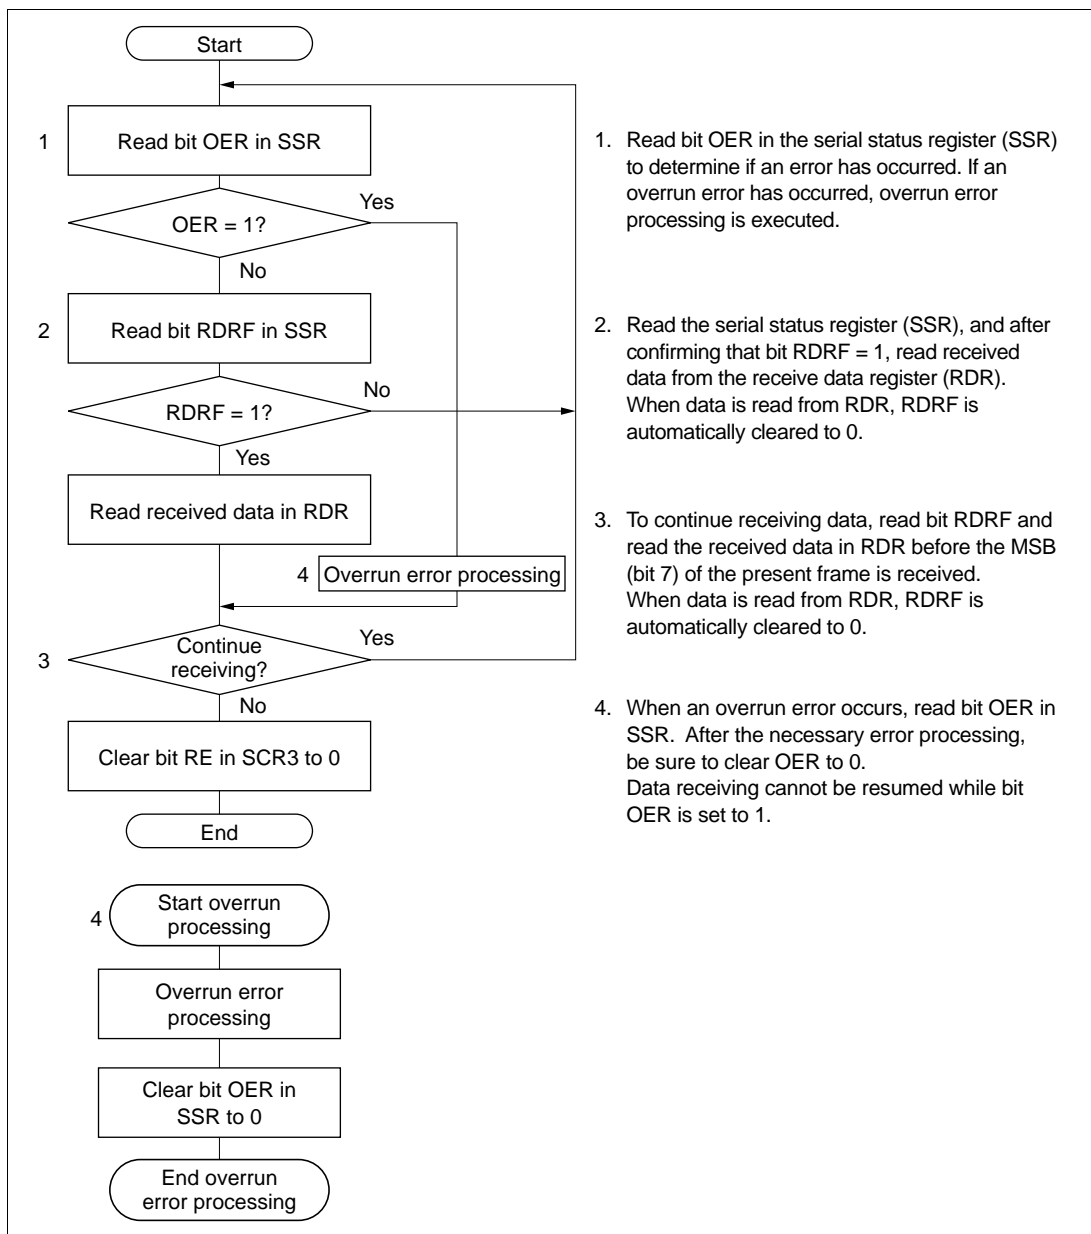 Start
1
Read bit OER in SSR
OER = 1?
Yes
No
2
Read bit RDRF in SSR
RDRF = 1?
No
Yes
Read received data in RDR
4
Overrun error processing
3
Continue
receiving?
Yes
No
Clear bit RE in SCR3 to 0
End
4
Start overrun
processing
Overrun error
processing
Clear bit OER in
SSR to 0
End overrun
error processing
1. Read bit OER in the serial status register (SSR)
to determine if an error has occurred. If an
overrun error has occurred, overrun error
processing is executed.
2. Read the serial status register (SSR), and after
confirming that bit RDRF = 1, read received
data from the receive data register (RDR).
When data is read from RDR, RDRF is
automatically cleared to 0.
3. To continue receiving data, read bit RDRF and
read the received data in RDR before the MSB
(bit 7) of the present frame is received.
When data is read from RDR, RDRF is
automatically cleared to 0.
4. When an overrun error occurs, read bit OER in
SSR. After the necessary error processing,
be sure to clear OER to 0.
Data receiving cannot be resumed while bit
OER is set to 1.